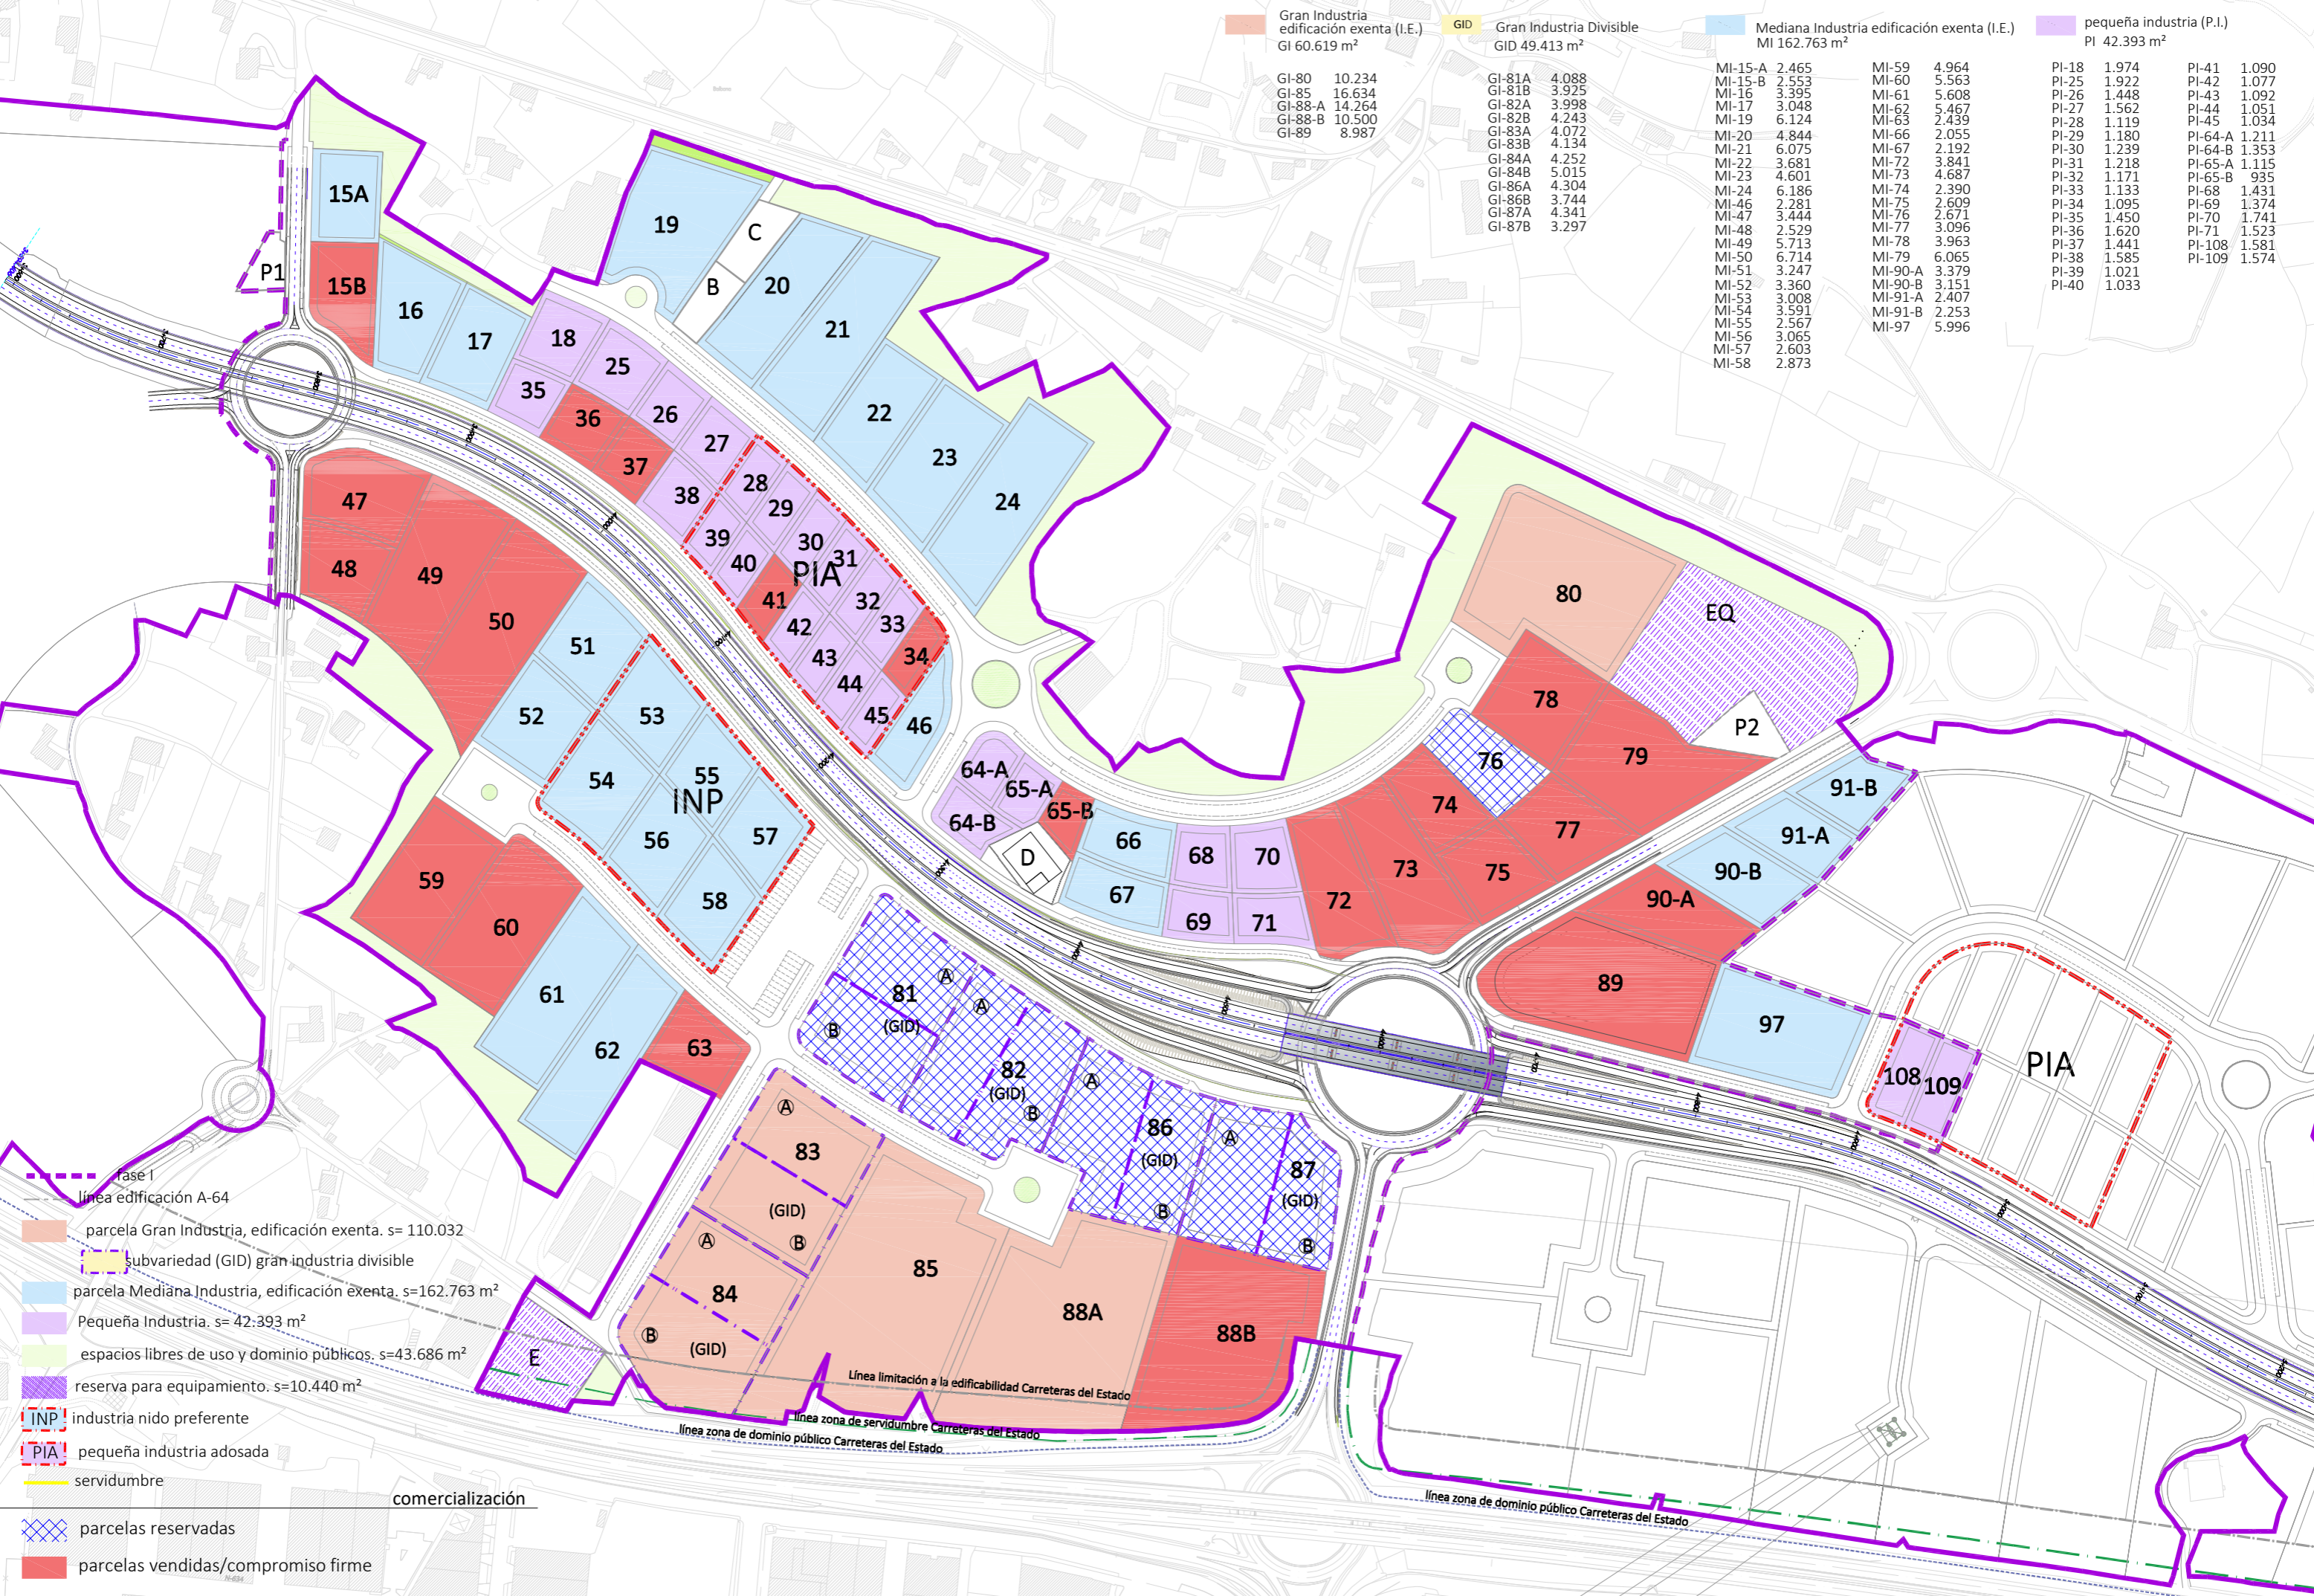 Gran Industria
edificación exenta (I.E.)
GI 60.619 m²
GI-80 10.234
GI-85 16.634
GI-88-A 14.264
GI-88-B 10.500
GI-89 8.987
GID
Gran Industria Divisible
GID 49.413 m²
GI-81A 4.088
GI-81B 3.925
GI-82A 3.998
GI-82B 4.243
GI-83A 4.072
GI-83B 4.134
GI-84A 4.252
GI-84B 5.015
GI-86A 4.304
GI-86B 3.744
GI-87A 4.341
GI-87B 3.297
Mediana Industria edificación exenta (I.E.)
MI 162.763 m²
MI-15-A 2.465
MI-15-B 2.553
MI-16 3.395
MI-17 3.048
MI-19 6.124
MI-20 4.844
MI-21 6.075
MI-22 3.681
MI-23 4.601
MI-24 6.186
MI-46 2.281
MI-47 3.444
MI-48 2.529
MI-49 5.713
MI-50 6.714
MI-51 3.247
MI-52 3.360
MI-53 3.008
MI-54 3.591
MI-55 2.567
MI-56 3.065
MI-57 2.603
MI-58 2.873
MI-59 4.964
MI-60 5.563
MI-61 5.608
MI-62 5.467
MI-63 2.439
MI-66 2.055
MI-67 2.192
MI-72 3.841
MI-73 4.687
MI-74 2.390
MI-75 2.609
MI-76 2.671
MI-77 3.096
MI-78 3.963
MI-79 6.065
MI-90-A 3.379
MI-90-B 3.151
MI-91-A 2.407
MI-91-B 2.253
MI-97 5.996
pequeña industria (P.I.)
PI 42.393 m²
PI-18 1.974
PI-25 1.922
PI-26 1.448
PI-27 1.562
PI-28 1.119
PI-29 1.180
PI-30 1.239
PI-31 1.218
PI-32 1.171
PI-33 1.133
PI-34 1.095
PI-35 1.450
PI-36 1.620
PI-37 1.441
PI-38 1.585
PI-39 1.021
PI-40 1.033
PI-41 1.090
PI-42 1.077
PI-43 1.092
PI-44 1.051
PI-45 1.034
PI-64-A 1.211
PI-64-B 1.353
PI-65-A 1.115
PI-65-B 935
PI-68 1.431
PI-69 1.374
PI-70 1.741
PI-71 1.523
PI-108 1.581
PI-109 1.574
15A
19
C
P1
15B
B
20
16
17
21
18
25
35
36
26
22
27
37
23
28
38
24
47
29
39
30
31
40
PIA
48
49
41
32
80
EQ
50
42
33
51
43
34
44
78
52
53
45
46
P2
79
76
64-A
54
55
65-A
91-B
INP
74
65-B
64-B
77
91-A
56
57
66
D
68
70
73
75
90-B
59
67
58
72
90-A
60
69
71
61
81
A
A
89
(GID)
B
97
62
63
82
(GID)
A
PIA
B
108
109
A
86
A
83
(GID)
87
(GID)
fase I
línea edificación A-64
(GID)
B
parcela Gran Industria, edificación exenta. s= 110.032
A
B
B
subvariedad (GID) gran industria divisible
85
84
parcela Mediana Industria, edificación exenta. s=162.763 m²
88A
Pequeña Industria. s= 42.393 m²
B
88B
(GID)
espacios libres de uso y dominio públicos. s=43.686 m²
E
reserva para equipamiento. s=10.440 m²
Línea limitación a la edificabilidad Carreteras del Estado
INP industria nido preferente
línea zona de servidumbre Carreteras del Estado
línea zona de dominio público Carreteras del Estado
PIA pequeña industria adosada
servidumbre
comercialización
línea zona de dominio público Carreteras del Estado
parcelas reservadas
parcelas vendidas/compromiso firme
N-634